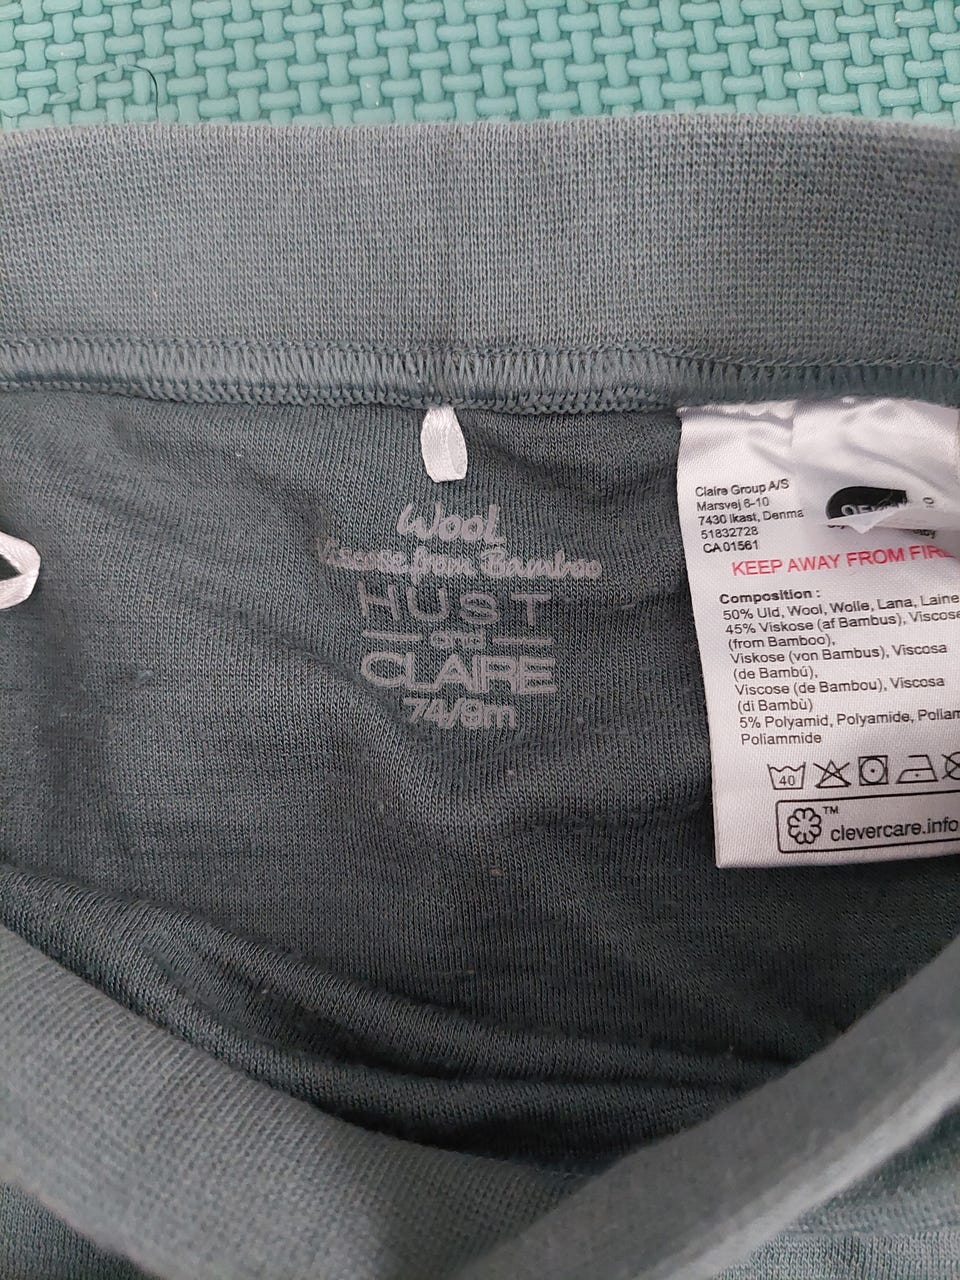 Wool
Viscose from Bamboo
HUST
and
CLAIRE
74/9m
Claire Group A/S
Marsvej 6-10
7430 Ikast, Denma
51832728
CA 01561
KEEP AWAY FROM FIRE
Composition :
50% Uld, Wool, Wolle, Lana, Laine
45% Viskose (af Bambus), Viscose
(from Bamboo),
Viskose (von Bambus), Viscosa
(de Bambú),
Viscose (de Bambou), Viscosa
(di Bambù)
5% Polyamid, Polyamide, Poliam
Poliammide
40
™
clevercare.info